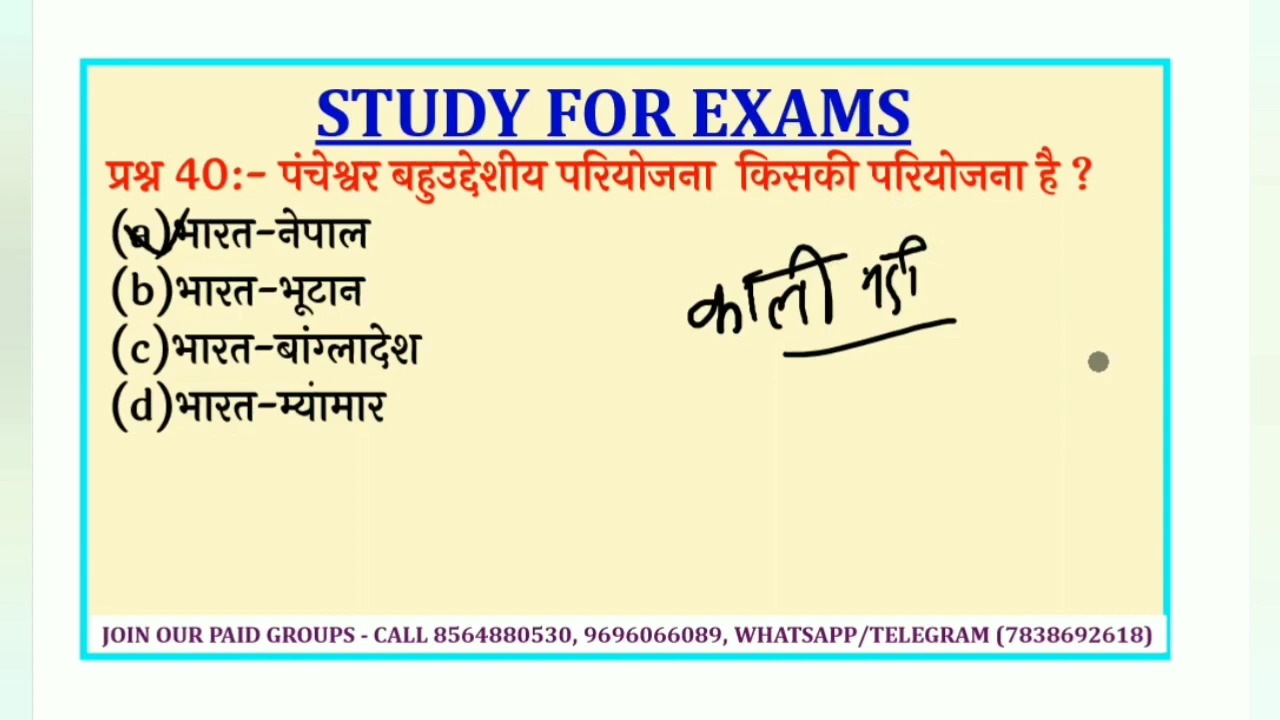 STUDY FOR EXAMS
प्रश्न 40:- पंचेश्वर बहुउद्देशीय परियोजना किसकी परियोजना है ?
(a)भारत-नेपाल
(b)भारत-भूटान
(c)भारत-बांग्लादेश
(d)भारत-म्यांमार
काली नदी
JOIN OUR PAID GROUPS - CALL 8564880530, 9696066089, WHATSAPP/TELEGRAM (7838692618)